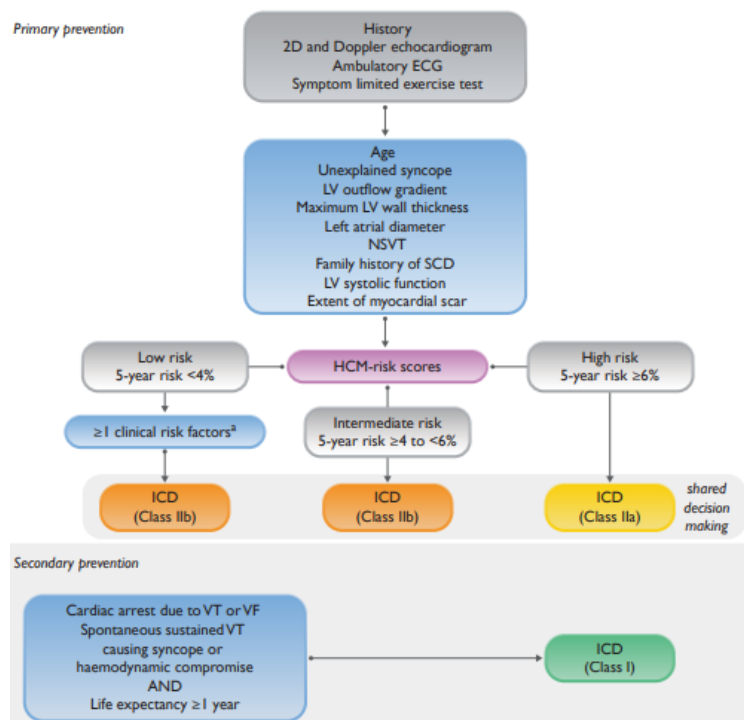 Primary prevention
History
2D and Doppler echocardiogram
Ambulatory ECG
Symptom limited exercise test
Age
Unexplained syncope
LV outflow gradient
Maximum LV wall thickness
Left atrial diameter
NSVT
Family history of SCD
LV systolic function
Extent of myocardial scar
Low risk
5-year risk <4%
HCM-risk scores
High risk
5-year risk ≥6%
≥1 clinical risk factorsª
Intermediate risk
5-year risk ≥4 to <6%
ICD
(Class IIb)
ICD
(Class IIb)
ICD
(Class IIa)
shared
decision
making
Secondary prevention
Cardiac arrest due to VT or VF
Spontaneous sustained VT
causing syncope or
haemodynamic compromise
AND
Life expectancy ≥1 year
ICD
(Class I)